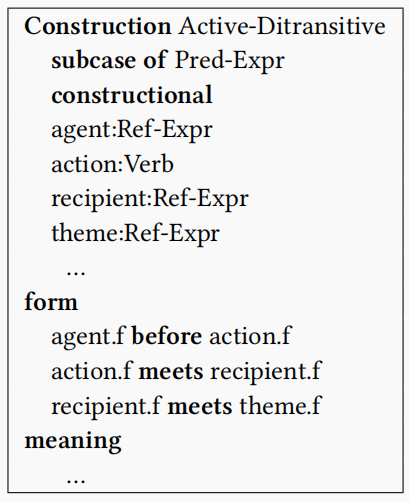 Construction Active-Ditransitive
subcase of Pred-Expr
constructional
agent:Ref-Expr
action:Verb
recipient:Ref-Expr
theme:Ref-Expr
...
form
agent.f before action.f
action.f meets recipient.f
recipient.f meets theme.f
meaning
...